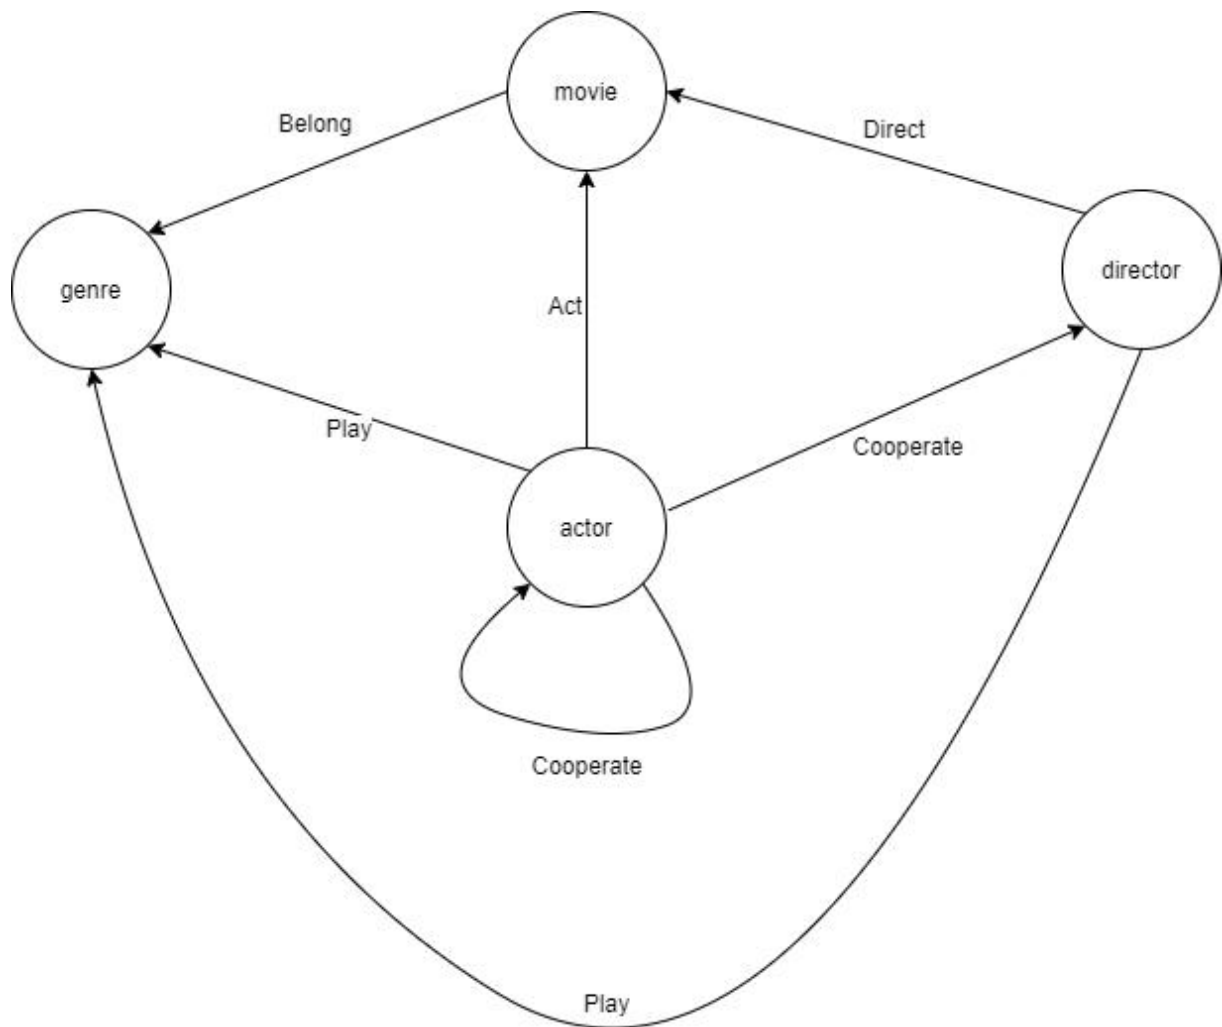 movie
Belong
Direct
director
genre
Act
Play
Cooperate
actor
Cooperate
Play